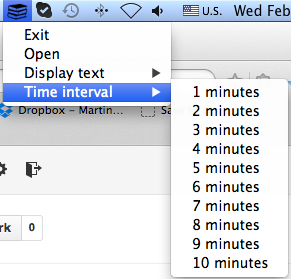 U.S. Wed Feb
Exit
Open
Display text
Time interval
1 minutes
2 minutes
3 minutes
4 minutes
5 minutes
6 minutes
7 minutes
8 minutes
9 minutes
10 minutes
Dropbox – Martin... Sa
rk 0